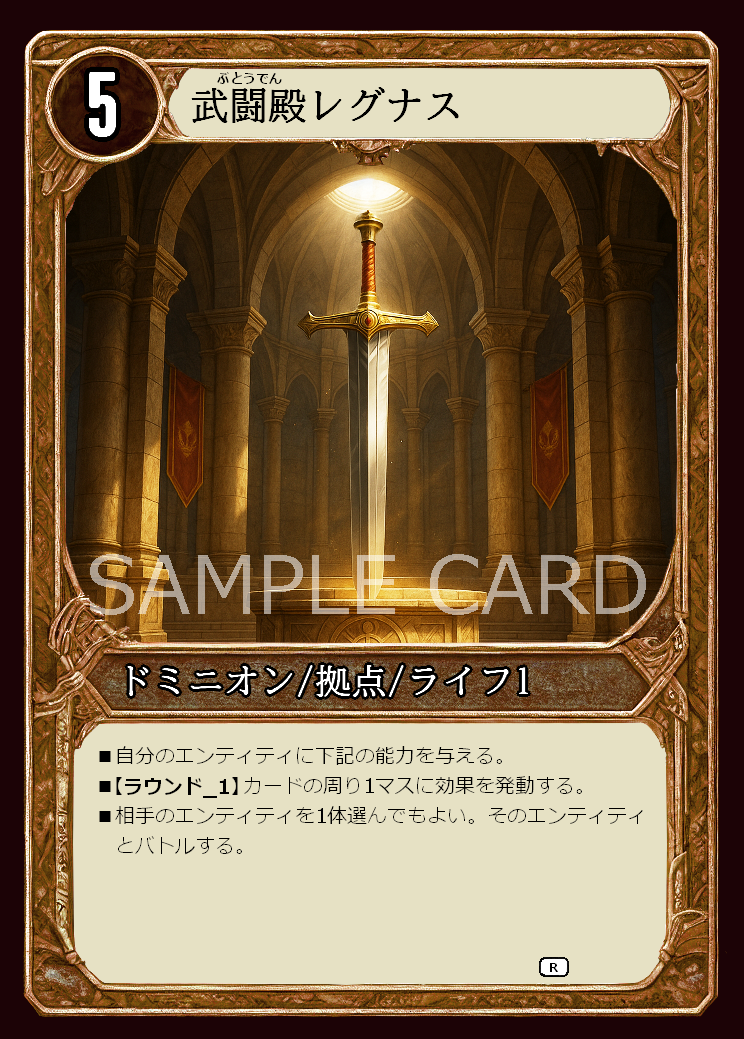 5
ぶとうでん
武闘殿レグナス
SAMPLE CARD
ドミニオン/拠点/ライフ1
■自分のエンティティに下記の能力を与える。
■【ラウンド_1】カードの周り1マスに効果を発動する。
■相手のエンティティを1体選んでもよい。そのエンティティ
とバトルする。
R